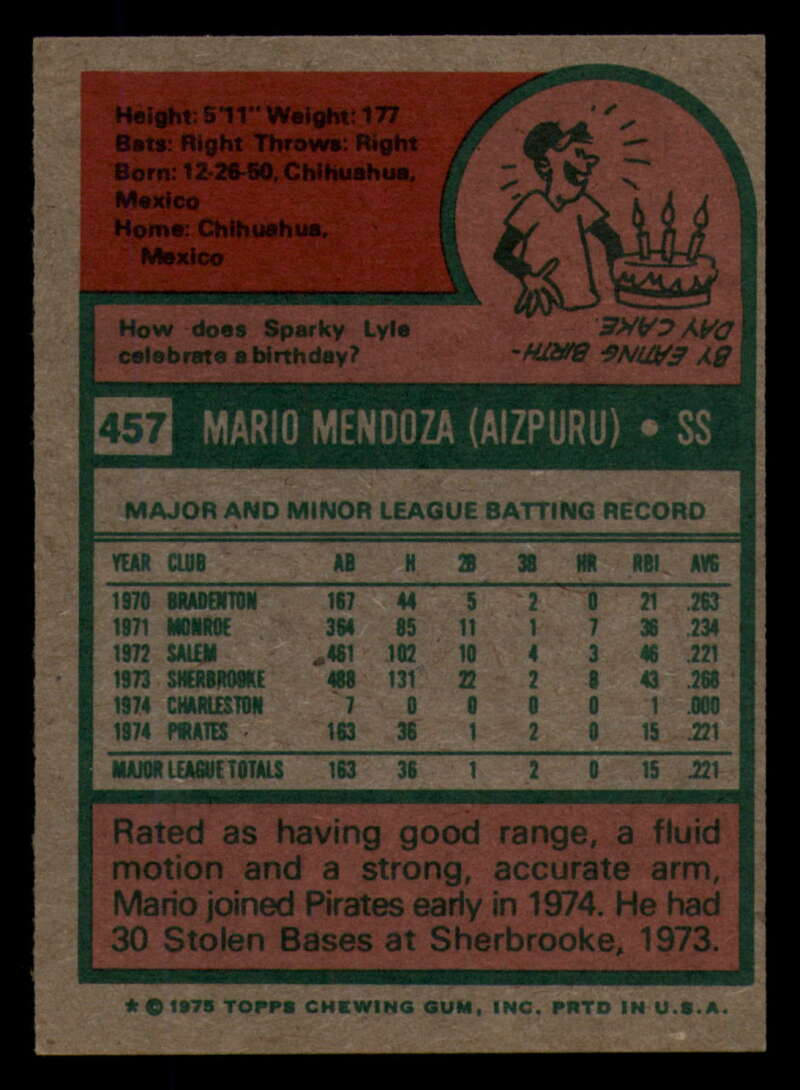 Height: 5'11" Weight: 177
Bats: Right Throws: Right
Born: 12-26-50, Chihuahua,
Mexico
Home: Chihuahua,
Mexico
How does Sparky Lyle
celebrate a birthday?
BY EATING BIRTH-
DAY CAKE.
457 MARIO MENDOZA (AIZPURU) • SS
MAJOR AND MINOR LEAGUE BATTING RECORD
YEAR CLUB AB H 2B 3B HR RBI AVG
1970 BRADENTON 167 44 5 2 0 21 .263
1971 MONROE 364 85 11 1 7 36 .234
1972 SALEM 461 102 10 4 3 46 .221
1973 SHERBROOKE 488 131 22 2 8 43 .268
1974 CHARLESTON 7 0 0 0 0 1 .000
1974 PIRATES 163 36 1 2 0 15 .221
MAJOR LEAGUE TOTALS 163 36 1 2 0 15 .221
Rated as having good range, a fluid
motion and a strong, accurate arm,
Mario joined Pirates early in 1974. He had
30 Stolen Bases at Sherbrooke, 1973.
* © 1975 TOPPS CHEWING GUM, INC. PRTD IN U.S.A.